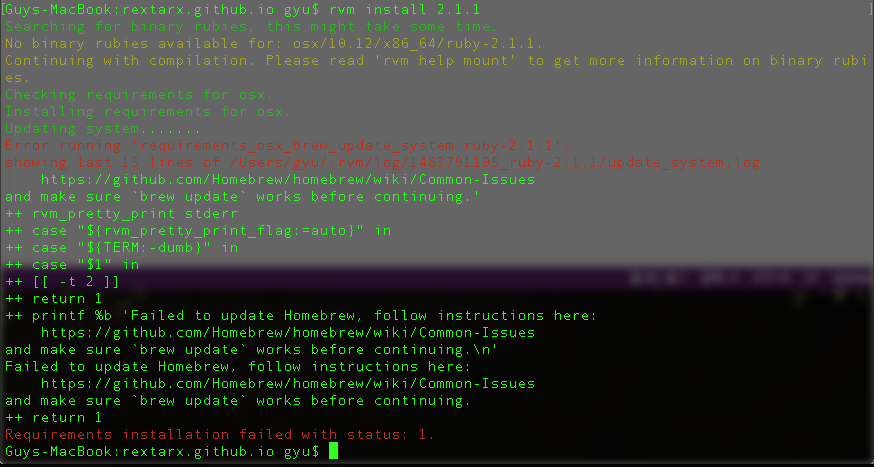 [Guys-MacBook:rextarx.github.io gyu$ rvm install 2.1.1 ]
Searching for binary rubies, this might take some time.
No binary rubies available for: osx/10.12/x86_64/ruby-2.1.1.
Continuing with compilation. Please read 'rvm help mount' to get more information on binary rubi
es.
Checking requirements for osx.
Installing requirements for osx.
Updating system.......
Error running 'requirements_osx_brew_update_system ruby-2.1.1',
showing last 15 lines of /Users/gyu/.rvm/log/1483791195_ruby-2.1.1/update_system.log
    https://github.com/Homebrew/homebrew/wiki/Common-Issues
and make sure `brew update` works before continuing.'
++ rvm_pretty_print stderr
++ case "${rvm_pretty_print_flag:=auto}" in
++ case "${TERM:-dumb}" in
++ case "$1" in
++ [[ -t 2 ]]
++ return 1
++ printf %b 'Failed to update Homebrew, follow instructions here:
    https://github.com/Homebrew/homebrew/wiki/Common-Issues
and make sure `brew update` works before continuing.\n'
Failed to update Homebrew, follow instructions here:
    https://github.com/Homebrew/homebrew/wiki/Common-Issues
and make sure `brew update` works before continuing.
++ return 1
Requirements installation failed with status: 1.
Guys-MacBook:rextarx.github.io gyu$